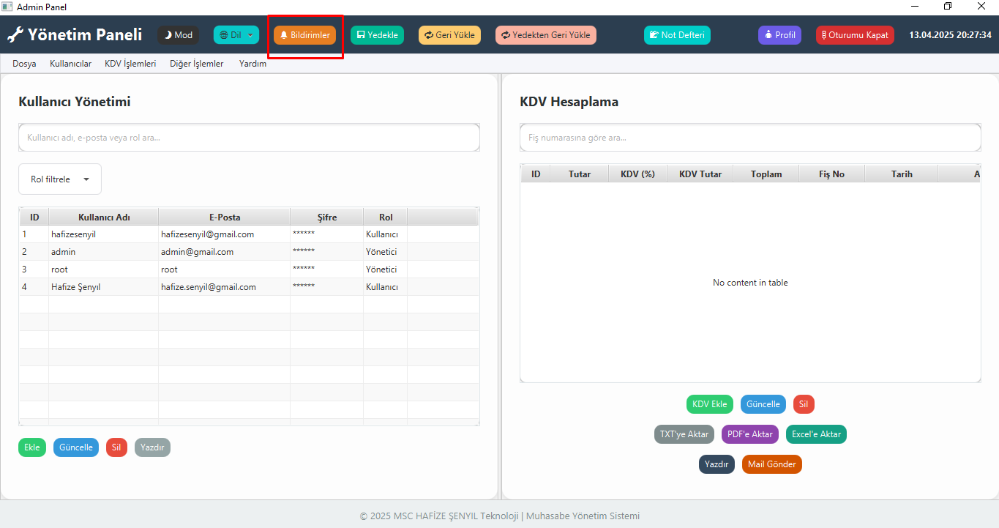 Admin Panel
Yönetim Paneli Mod Dil Bildirimler Yedekle Geri Yükle Yedekten Geri Yükle Not Defteri Profil Oturumu Kapat 13.04.2025 20:27:34
Dosya Kullanıcılar KDV İşlemleri Diğer İşlemler Yardım
Kullanıcı Yönetimi
Kullanıcı adı, e-posta veya rol ara...
Rol filtrele
ID Kullanıcı Adı E-Posta Şifre Rol
1 hafizesenyil hafizesenyil@gmail.com ****** Kullanıcı
2 admin admin@gmail.com ****** Yönetici
3 root root ****** Yönetici
4 Hafize Şenyıl hafize.senyil@gmail.com ****** Kullanıcı
Ekle Güncelle Sil Yazdır
KDV Hesaplama
Fiş numarasına göre ara...
ID Tutar KDV (%) KDV Tutar Toplam Fiş No Tarih A
No content in table
KDV Ekle Güncelle Sil
TXT'ye Aktar PDF'e Aktar Excel'e Aktar
Yazdır Mail Gönder
© 2025 MSC HAFİZE ŞENYIL Teknoloji | Muhasabe Yönetim Sistemi